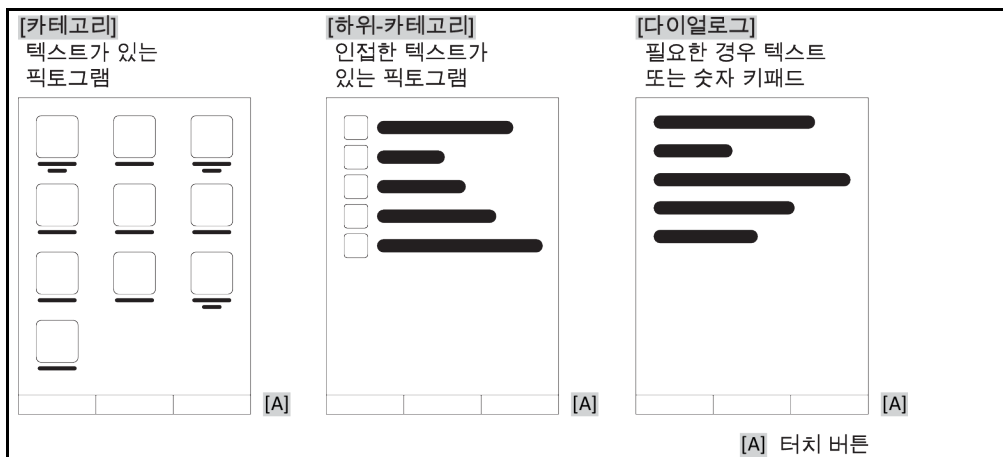 [카테고리]
텍스트가 있는
픽토그램
[하위-카테고리]
인접한 텍스트가
있는 픽토그램
[다이얼로그]
필요한 경우 텍스트
또는 숫자 키패드
[A]
[A]
[A]
[A] 터치 버튼